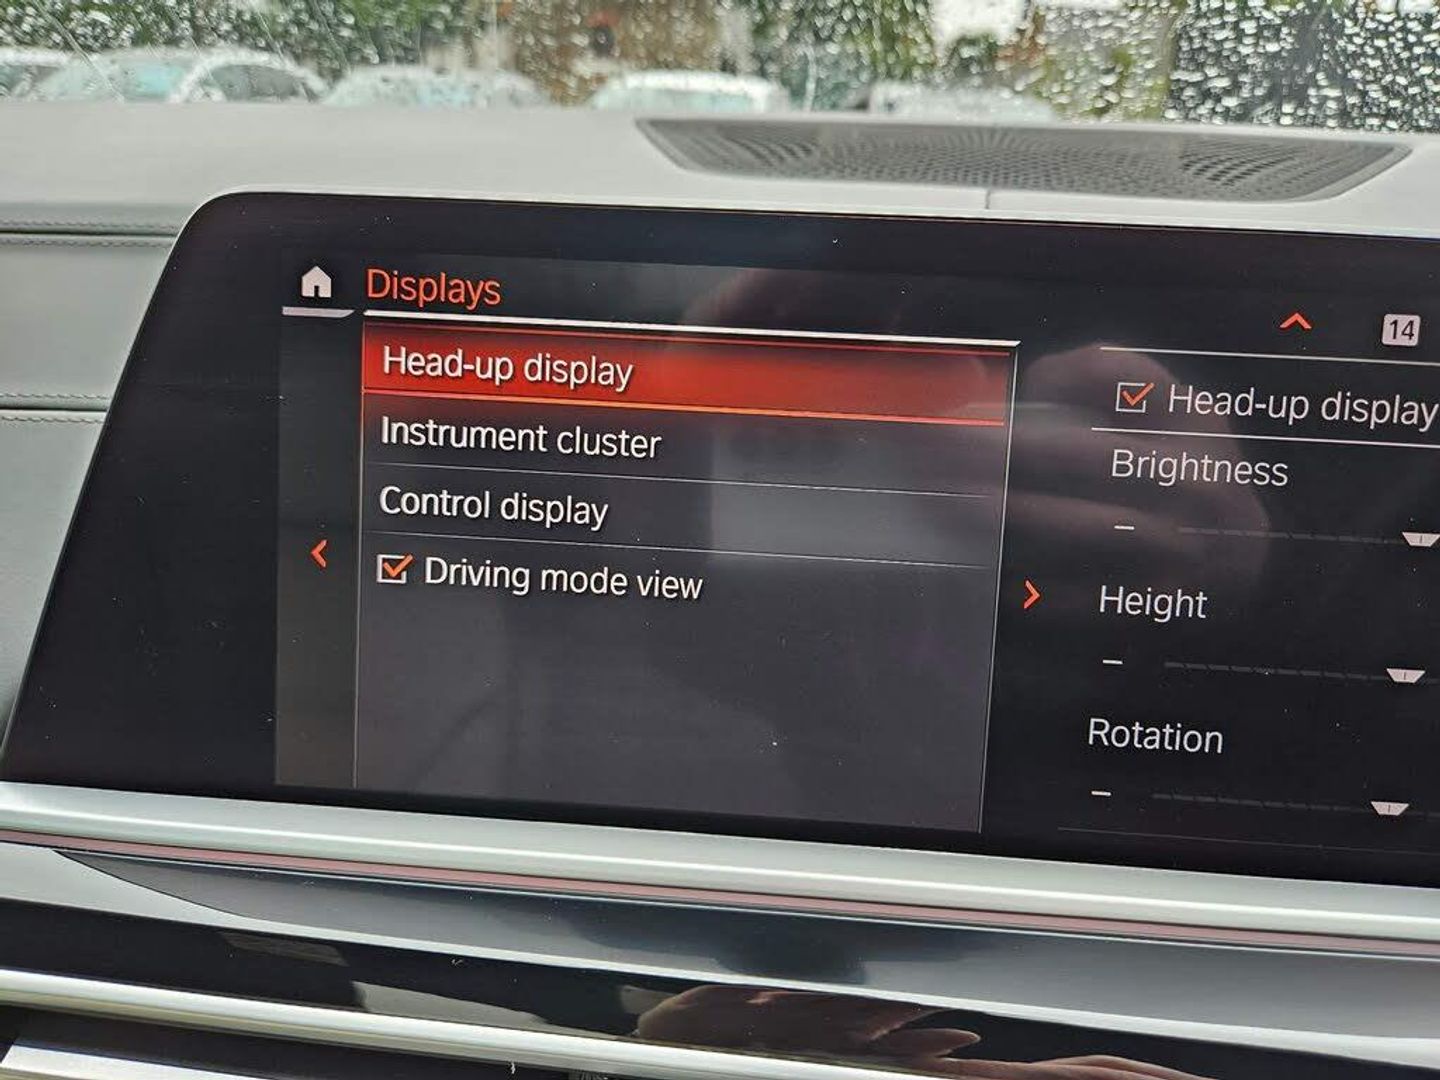 Displays
14
Head-up display
Head-up display
Instrument cluster
Brightness
Control display
Driving mode view
Height
Rotation